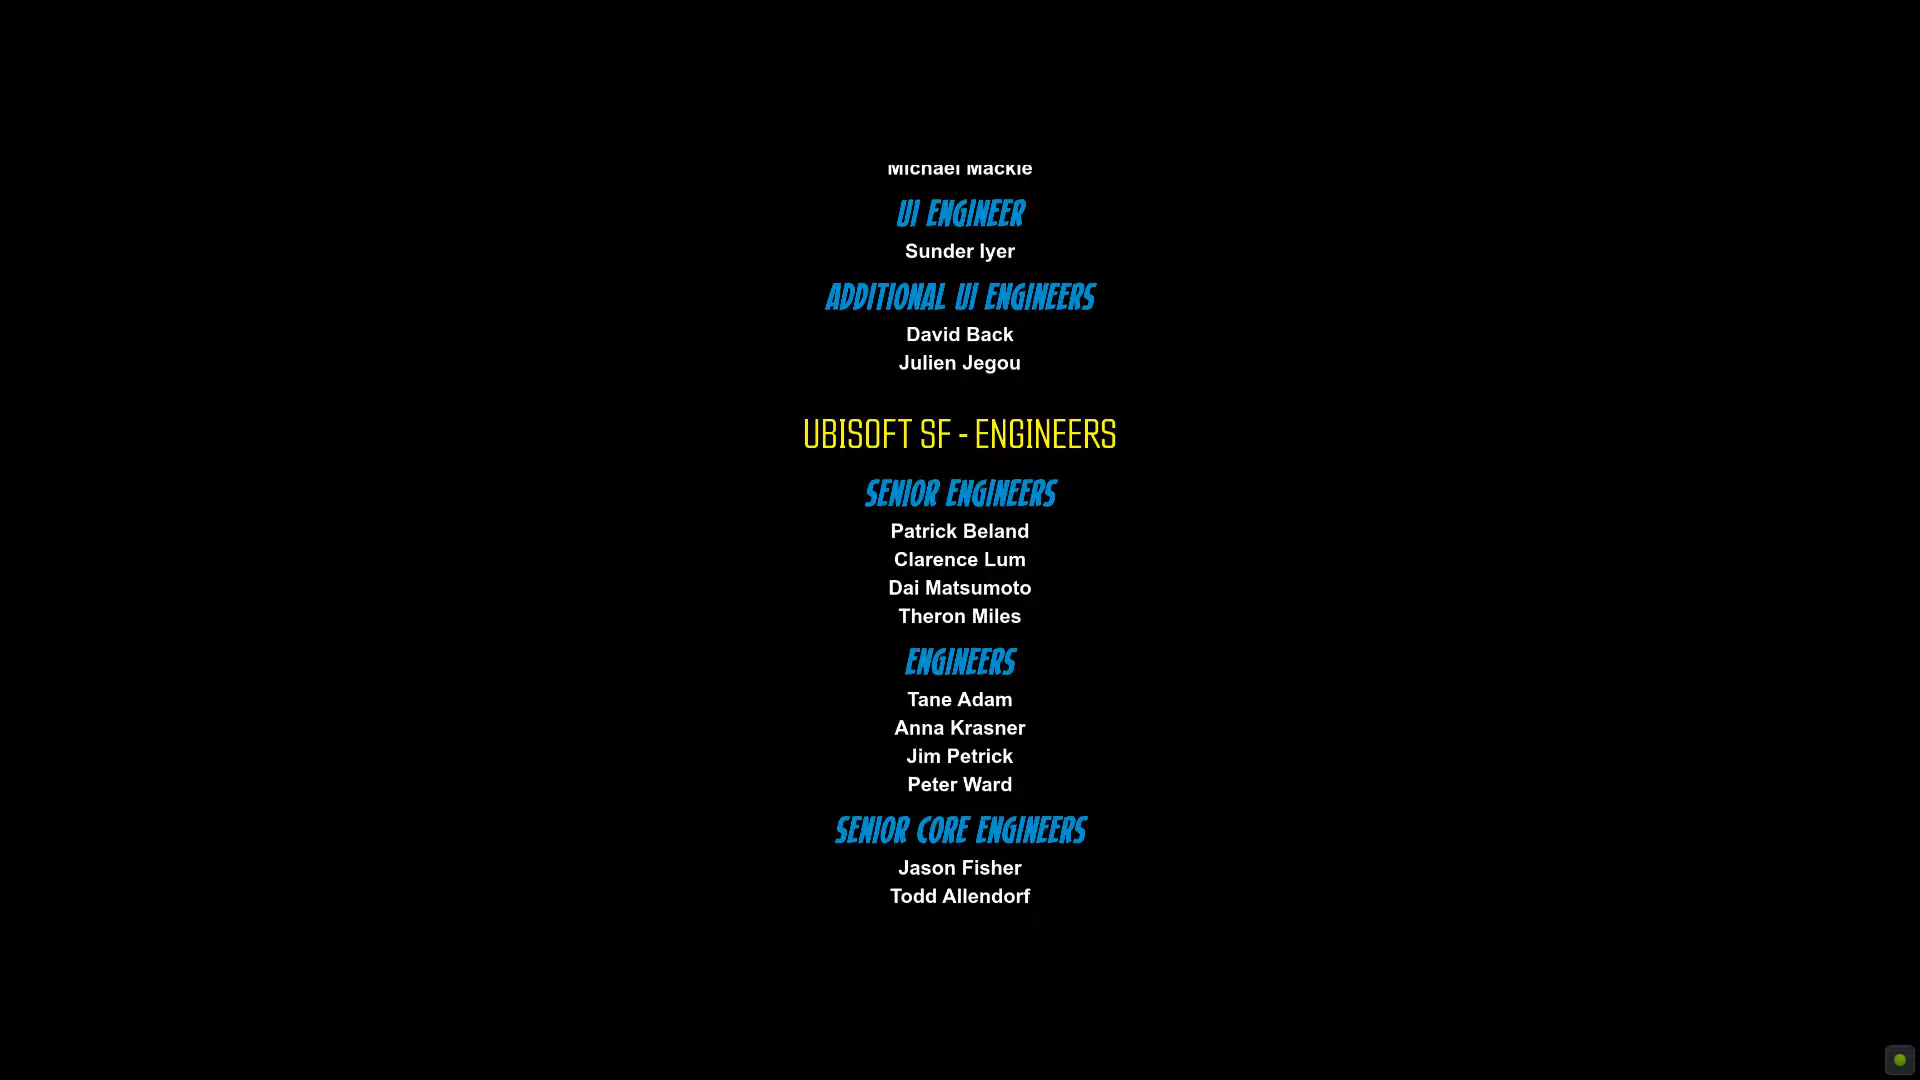 Michael Mackie
UI ENGINEER
Sunder Iyer
ADDITIONAL UI ENGINEERS
David Back
Julien Jegou
UBISOFT SF - ENGINEERS
SENIOR ENGINEERS
Patrick Beland
Clarence Lum
Dai Matsumoto
Theron Miles
ENGINEERS
Tane Adam
Anna Krasner
Jim Petrick
Peter Ward
SENIOR CORE ENGINEERS
Jason Fisher
Todd Allendorf